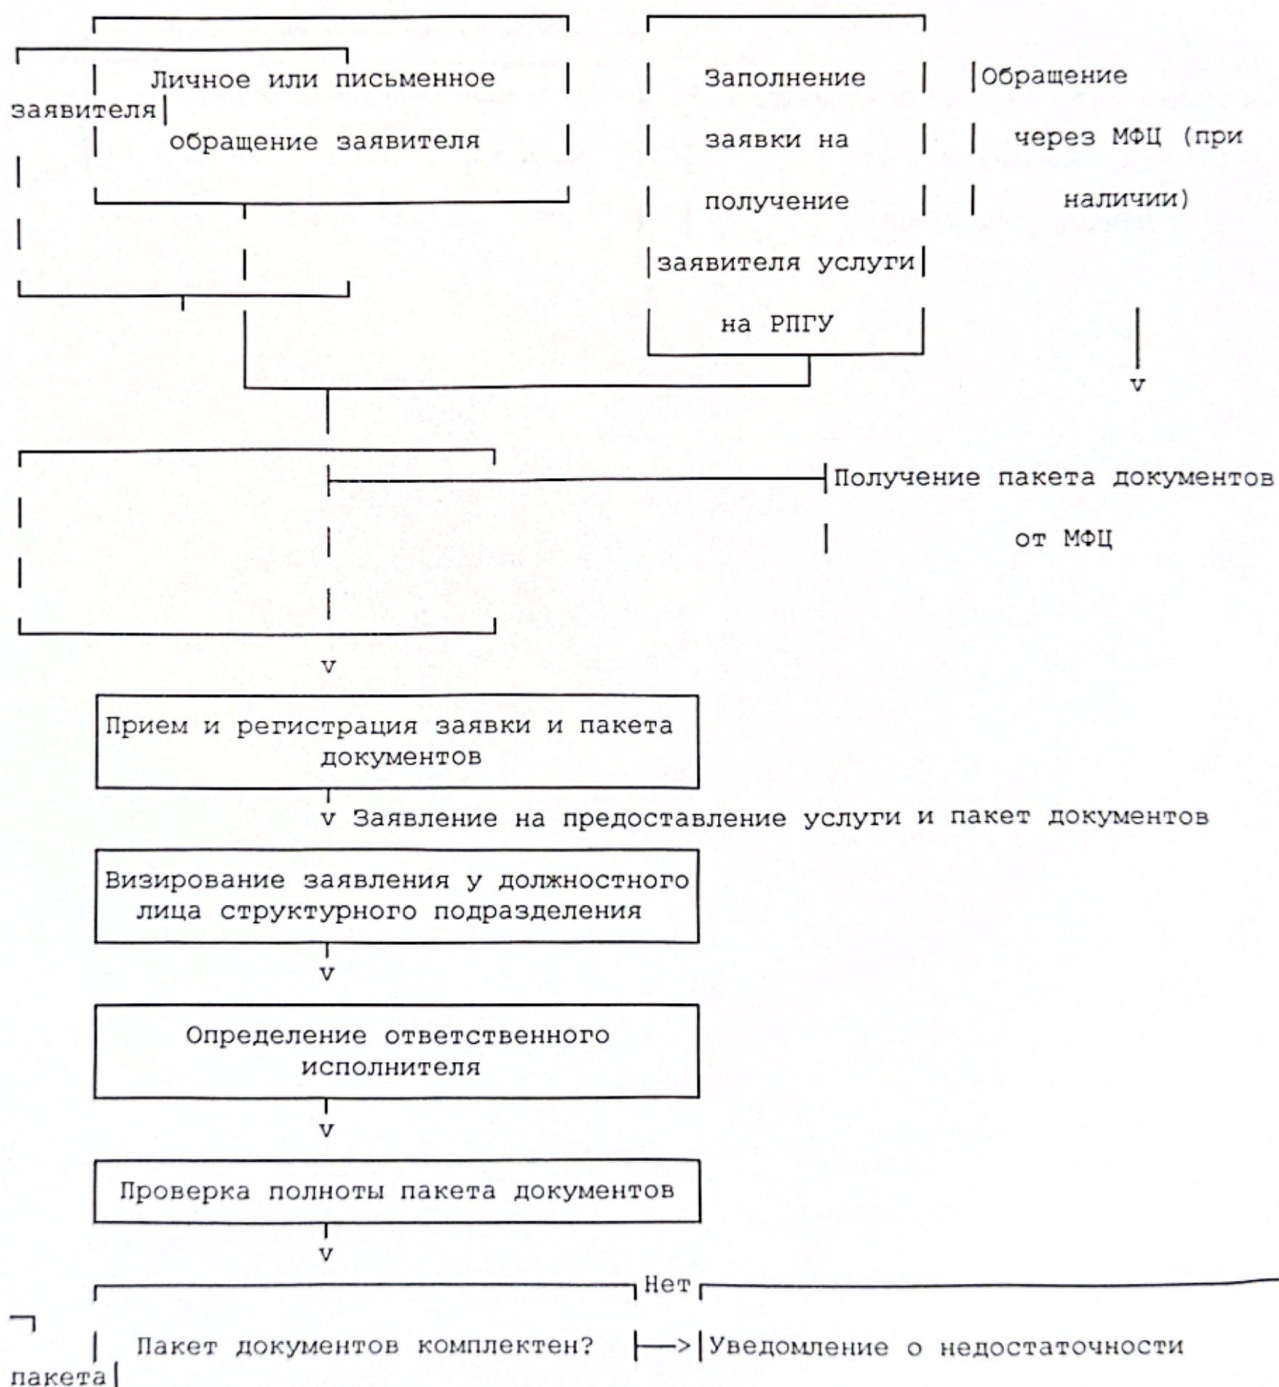 Личное или письменное
обращение заявителя
Заполнение
заявки на
получение
заявителя услуги
на РПГУ
Обращение
заявителя
через МФЦ (при
наличии)
v
Получение пакета документов
от МФЦ
v
Прием и регистрация заявки и пакета
документов
v Заявление на предоставление услуги и пакет документов
Визирование заявления у должностного
лица структурного подразделения
v
Определение ответственного
исполнителя
v
Проверка полноты пакета документов
v
Нет
Пакет документов комплектен?
Уведомление о недостаточности
пакета